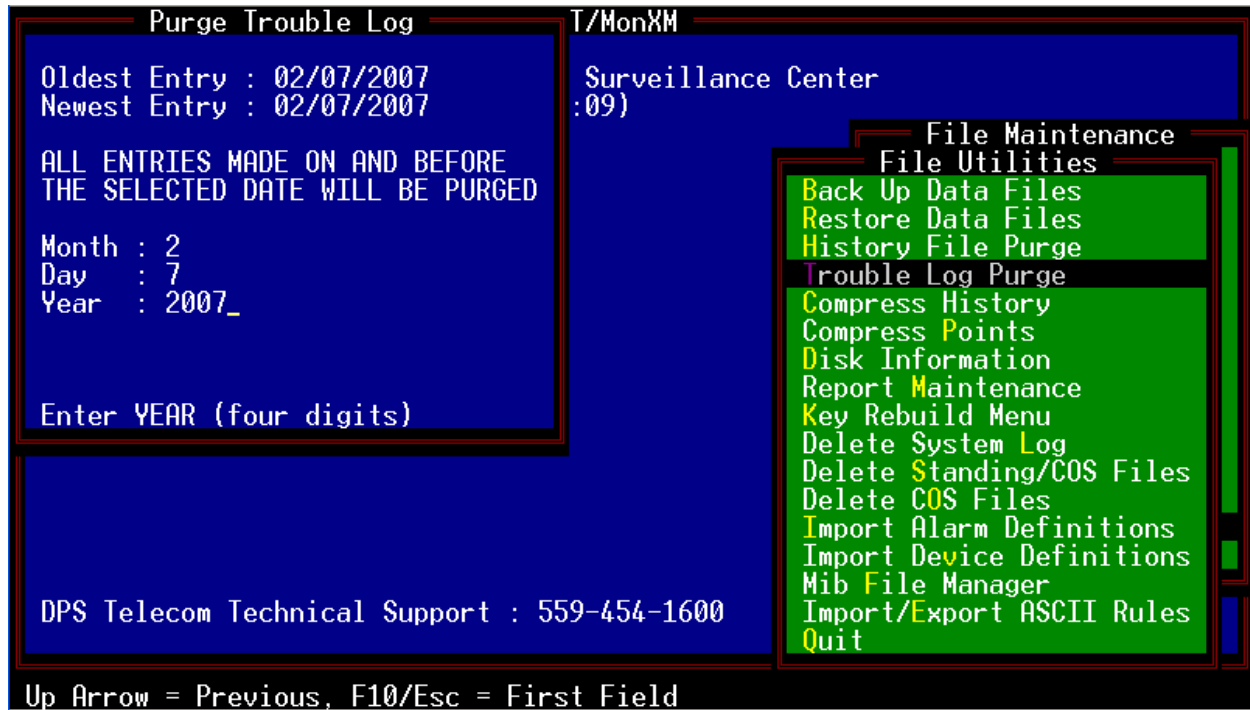 Purge Trouble Log
T/MonXM
Oldest Entry : 02/07/2007
Newest Entry : 02/07/2007
Surveillance Center
:09)
ALL ENTRIES MADE ON AND BEFORE
THE SELECTED DATE WILL BE PURGED
Month : 2
Day : 7
Year : 2007_
Enter YEAR (four digits)
File Maintenance
File Utilities
Back Up Data Files
Restore Data Files
History File Purge
Trouble Log Purge
Compress History
Compress Points
Disk Information
Report Maintenance
Key Rebuild Menu
Delete System Log
Delete Standing/COS Files
Delete COS Files
Import Alarm Definitions
Import Device Definitions
Mib File Manager
Import/Export ASCII Rules
Quit
DPS Telecom Technical Support : 559-454-1600
Up Arrow = Previous, F10/Esc = First Field